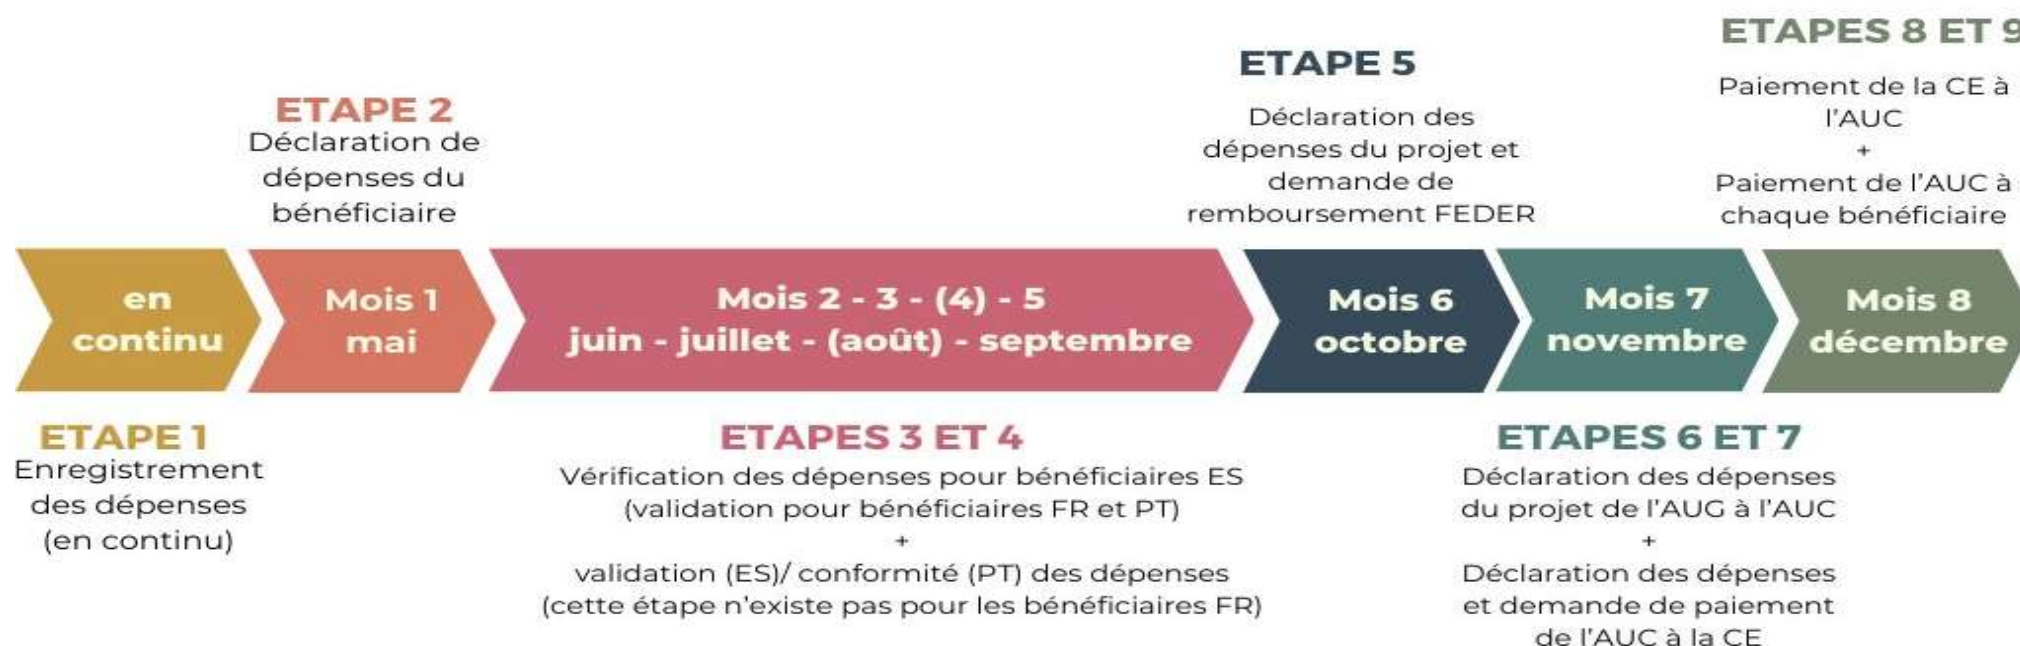 ETAPE 1
Enregistrement
des dépenses
(en continu)
en
continu
ETAPE 2
Déclaration de
dépenses du
bénéficiaire
Mois 1
mai
Mois 2 - 3 - (4) - 5
juin - juillet - (août) - septembre
ETAPES 3 ET 4
Vérification des dépenses pour bénéficiaires ES
(validation pour bénéficiaires FR et PT)
+
validation (ES)/ conformité (PT) des dépenses
(cette étape n'existe pas pour les bénéficiaires FR)
ETAPE 5
Déclaration des
dépenses du projet et
demande de
remboursement FEDER
Mois 6
octobre
Mois 7
novembre
ETAPES 6 ET 7
Déclaration des dépenses
du projet de l'AUG à l'AUC
+
Déclaration des dépenses
et demande de paiement
de l'AUC à la CE
ETAPES 8 ET 9
Paiement de la CE à
l'AUC
+
Paiement de l'AUC à
chaque bénéficiaire
Mois 8
décembre